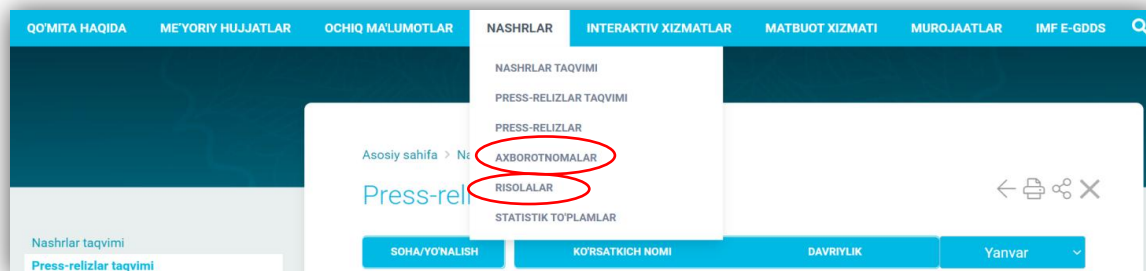 QO'MITA HAQIDA ME'YORIY HUJJATLAR OCHIQ MA'LUMOTLAR NASHRLAR INTERAKTIV XIZMATLAR MATBUOT XIZMATI MUROJAATLAR IMF E-GDDS
NASHRLAR TAQVIMI
PRESS-RELIZLAR TAQVIMI
PRESS-RELIZLAR
Asosiy sahifa > Na
AXBOROTNOMALAR
Press-rel
RISOLALAR
STATISTIK TO'PLAMLAR
Nashrlar taqvimi
Press-relizlar taqvimi
SOHA/YO'NALISH KO'RSATKICH NOMI DAVRIYLIK Yanvar